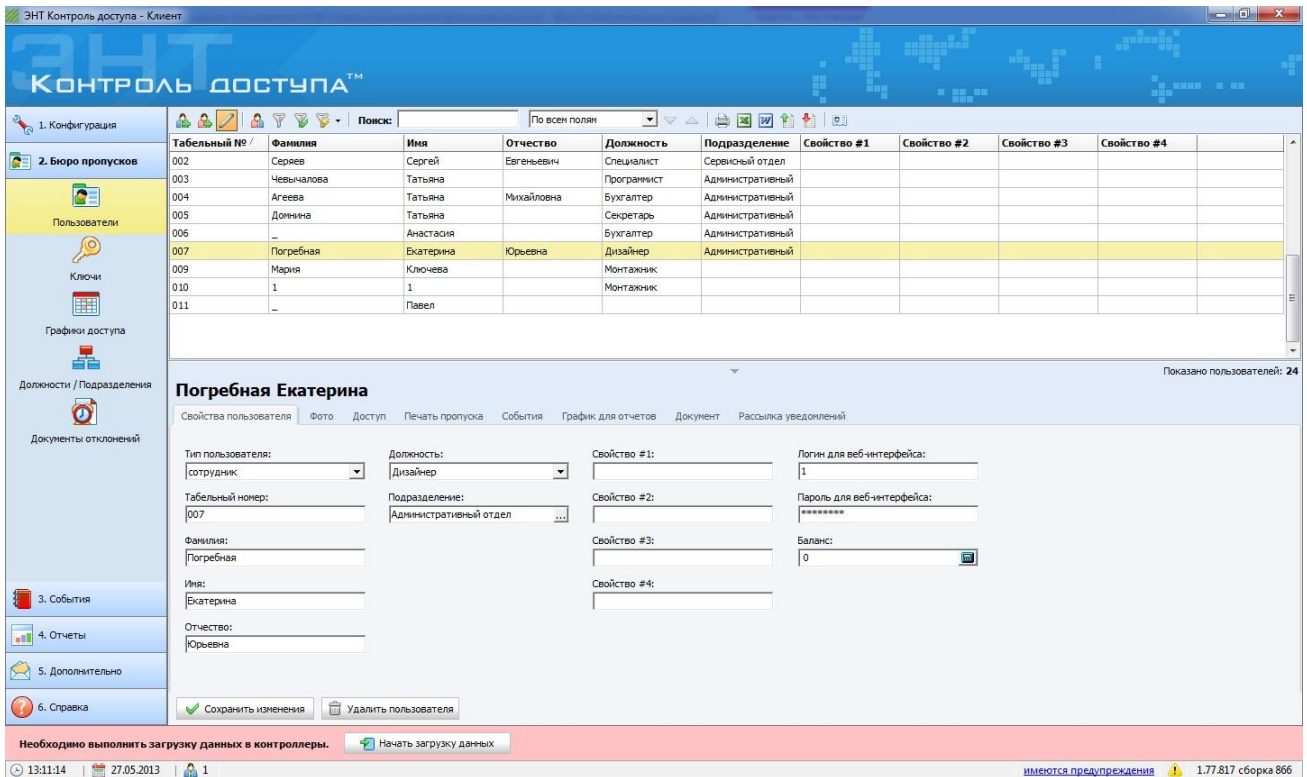 ЭНТ Контроль доступа - Клиент
ЭНТ
КОНТРОЛЬ ДОСТУПА™
1. Конфигурация
2. Бюро пропусков
Пользователи
Ключи
Графики доступа
Должности / Подразделения
Документы отклонений
3. События
4. Отчеты
5. Дополнительно
6. Справка
Поиск: По всем полям
Табельный № Фамилия Имя Отчество Должность Подразделение Свойство #1 Свойство #2 Свойство #3 Свойство #4
002 Серяев Сергей Евгеньевич Специалист Сервисный отдел
003 Чевычалова Татьяна Программист Административный
004 Агеева Татьяна Михайловна Бухгалтер Административный
005 Домнина Татьяна Секретарь Административный
006 _ Анастасия Бухгалтер Административный
007 Погребная Екатерина Юрьевна Дизайнер Административный
009 Мария Ключева Монтажник
010 1 1 Монтажник
011 _ Павел
Показано пользователей: 24
Погребная Екатерина
Свойства пользователя Фото Доступ Печать пропуска События График для отчетов Документ Рассылка уведомлений
Тип пользователя: Должность: Свойство #1: Логин для веб-интерфейса:
сотрудник Дизайнер 1
Табельный номер: Подразделение: Свойство #2: Пароль для веб-интерфейса:
007 Административный отдел ... ********
Фамилия: Свойство #3: Баланс:
Погребная 0
Имя: Свойство #4:
Екатерина
Отчество:
Юрьевна
Сохранить изменения Удалить пользователя
Необходимо выполнить загрузку данных в контроллеры. Начать загрузку данных
13:11:14 27.05.2013 1 имеются предупреждения 1.77.817 сборка 866